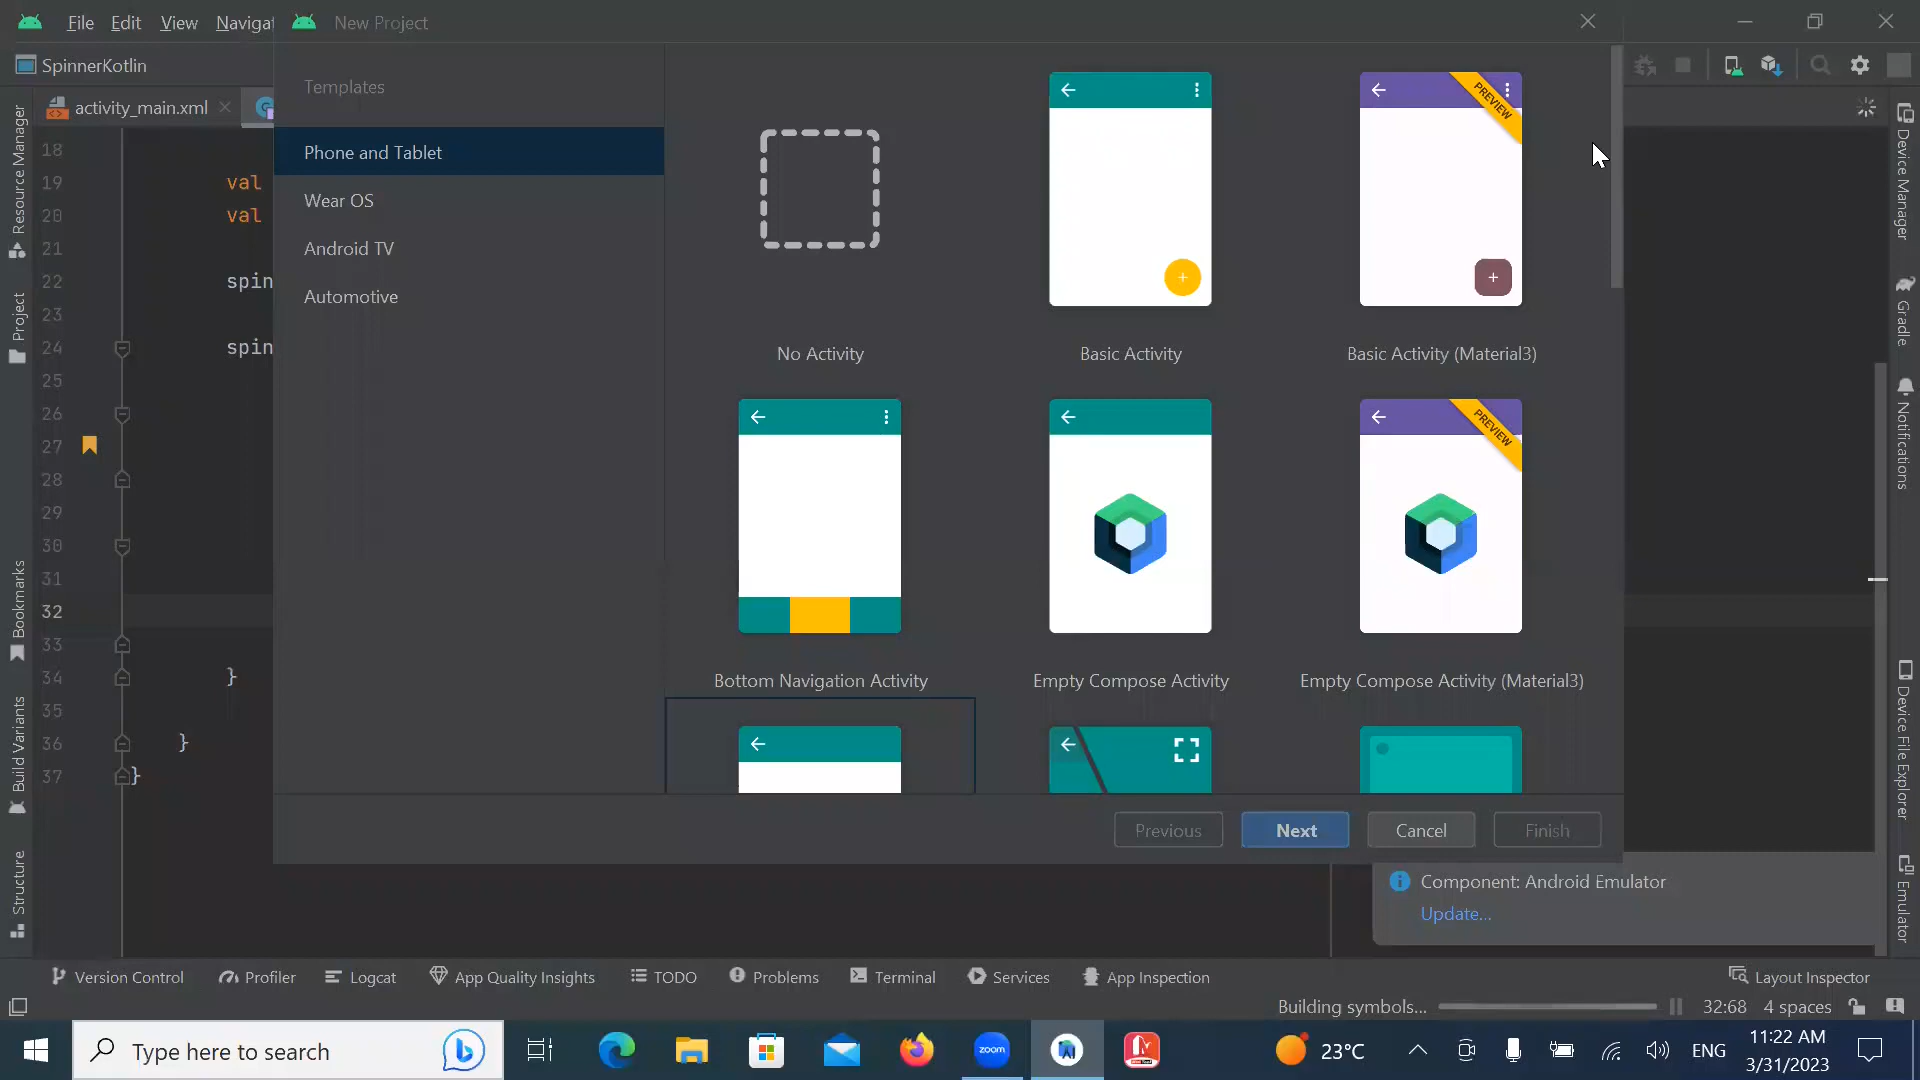 File Edit View Navigat
New Project
SpinnerKotlin
Templates
activity_main.xml
Phone and Tablet
Wear OS
Android TV
Automotive
PREVIEW
No Activity
Basic Activity
Basic Activity (Material3)
PREVIEW
Bottom Navigation Activity
Empty Compose Activity
Empty Compose Activity (Material3)
Previous
Next
Cancel
Finish
18
19 val
20 val
21
22 spin
23
24 spin
25
26
27
28
29
30
31
32
33
34 }
35
36 }
37 }
Resource Manager
Project
Bookmarks
Build Variants
Structure
Device Manager
Gradle
Notifications
Device File Explorer
Emulator
Component: Android Emulator
Update...
Version Control
Profiler
Logcat
App Quality Insights
TODO
Problems
Terminal
Services
App Inspection
Layout Inspector
Building symbols...
32:68 4 spaces
Type here to search
zoom
23°C
ENG
11:22 AM
3/31/2023